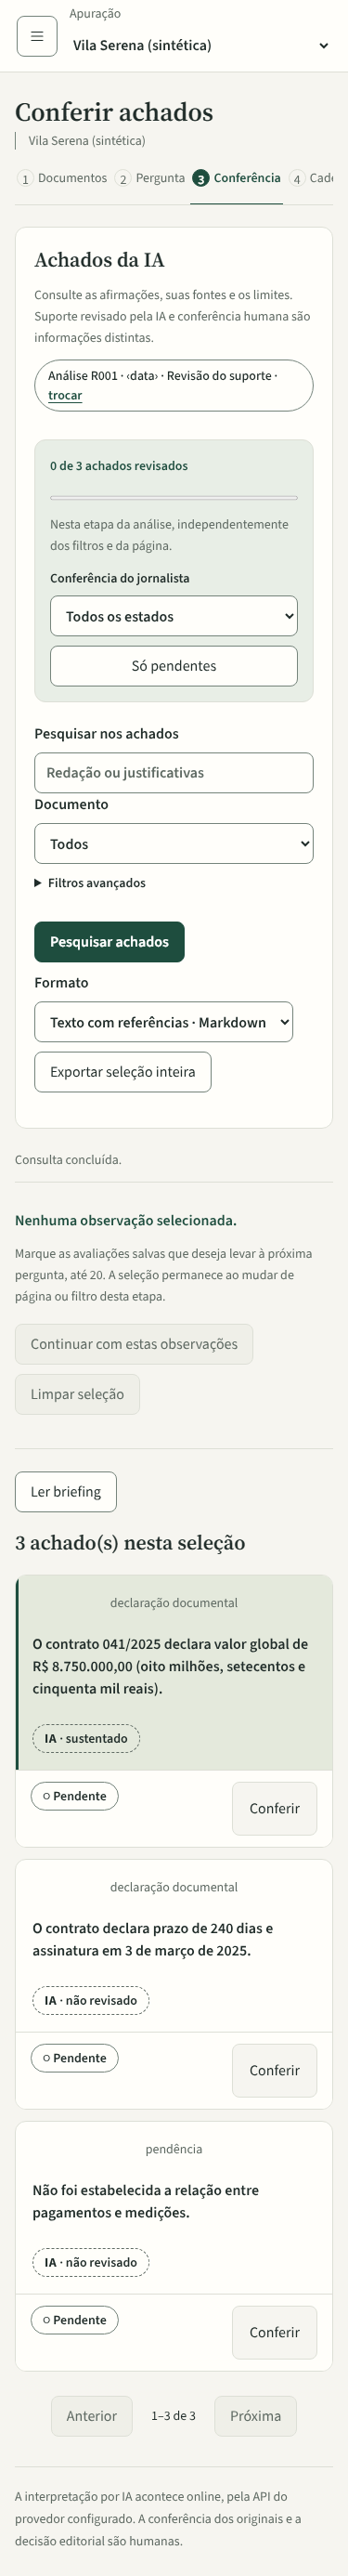 Apuração
Vila Serena (sintética)
Conferir achados
Vila Serena (sintética)
1 Documentos 2 Pergunta 3 Conferência 4
Achados da IA
Consulte as afirmações, suas fontes e os limites.
Suporte revisado pela IA e conferência humana são
informações distintas.
Análise R001 · ‹data› · Revisão do suporte ·
trocar
0 de 3 achados revisados
Nesta etapa da análise, independentemente
dos filtros e da página.
Conferência do jornalista
Todos os estados
Só pendentes
Pesquisar nos achados
Redação ou justificativas
Documento
Todos
Filtros avançados
Pesquisar achados
Formato
Texto com referências · Markdown
Exportar seleção inteira
Consulta concluída.
Nenhuma observação selecionada.
Marque as avaliações salvas que deseja levar à próxima
pergunta, até 20. A seleção permanece ao mudar de
página ou filtro desta etapa.
Continuar com estas observações
Limpar seleção
Ler briefing
3 achado(s) nesta seleção
declaração documental
O contrato 041/2025 declara valor global de
R$ 8.750.000,00 (oito milhões, setecentos e
cinquenta mil reais).
IA · sustentado
○ Pendente
Conferir
declaração documental
O contrato declara prazo de 240 dias e
assinatura em 3 de março de 2025.
IA · não revisado
○ Pendente
Conferir
pendência
Não foi estabelecida a relação entre
pagamentos e medições.
IA · não revisado
○ Pendente
Conferir
Anterior
1–3 de 3
Próxima
A interpretação por IA acontece online, pela API do
provedor configurado. A conferência dos originais e a
decisão editorial são humanas.